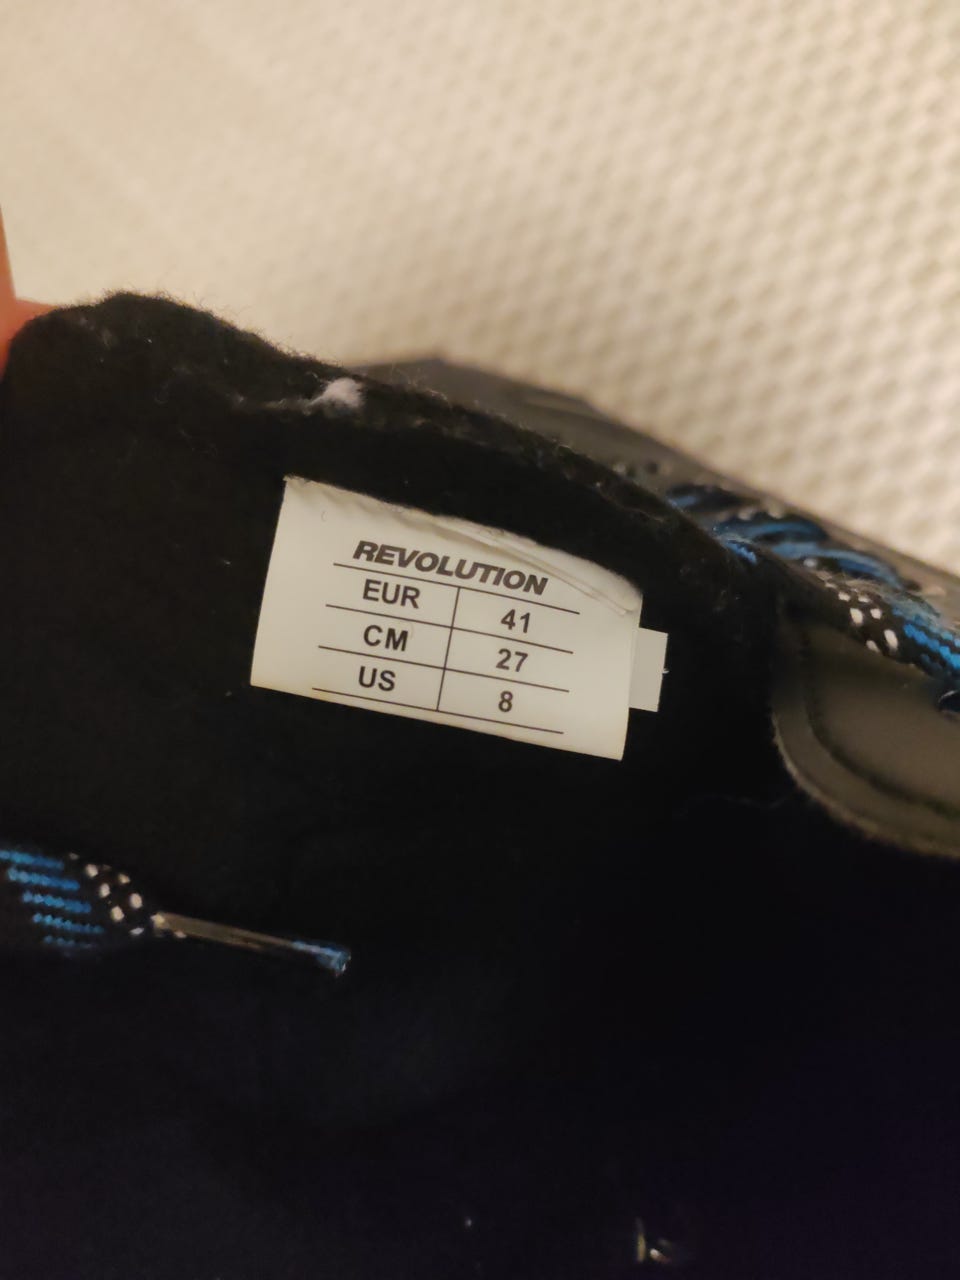 REVOLUTION
EUR 41
CM 27
US 8